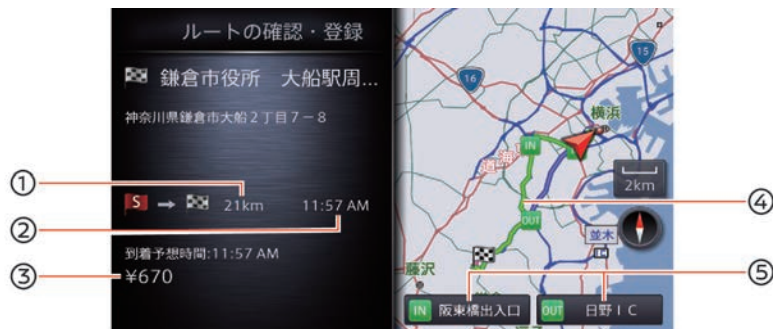 ルートの確認・登録
鎌倉市役所 大船駅周...
神奈川県鎌倉市大船2丁目7-8
①
S
21km
11:57 AM
②
到着予想時間:11:57 AM
③
¥670
15
16
横浜
IN
道
海
2km
④
OUT
並木
藤沢
⑤
IN 阪東橋出入口
OUT 日野IC